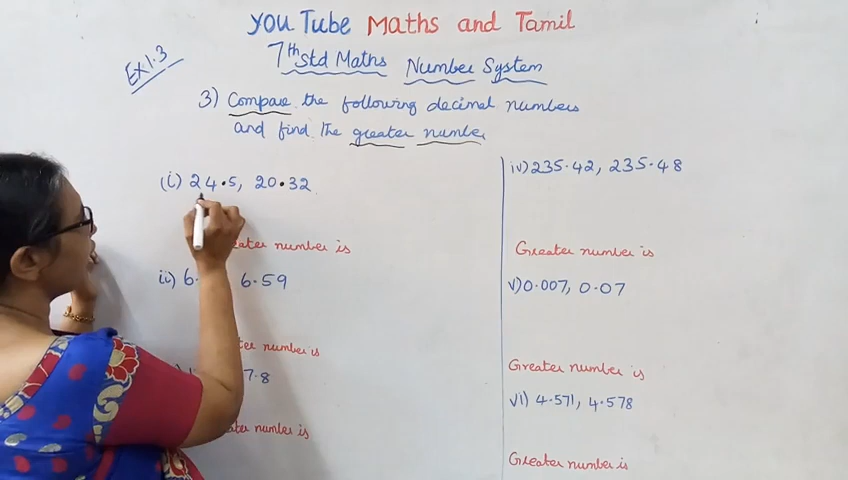 you Tube Maths and Tamil
Ex 1.3
7th Std Maths Number System
3) Compare the following decimal numbers
and find the greater number
(i) 24.5, 20.32
number is
ii) 6. 6.59
number is
7.8
number is
iv) 235.42, 235.48
Greater number is
v) 0.007, 0.07
Greater number is
vi) 4.571, 4.578
Greater number is